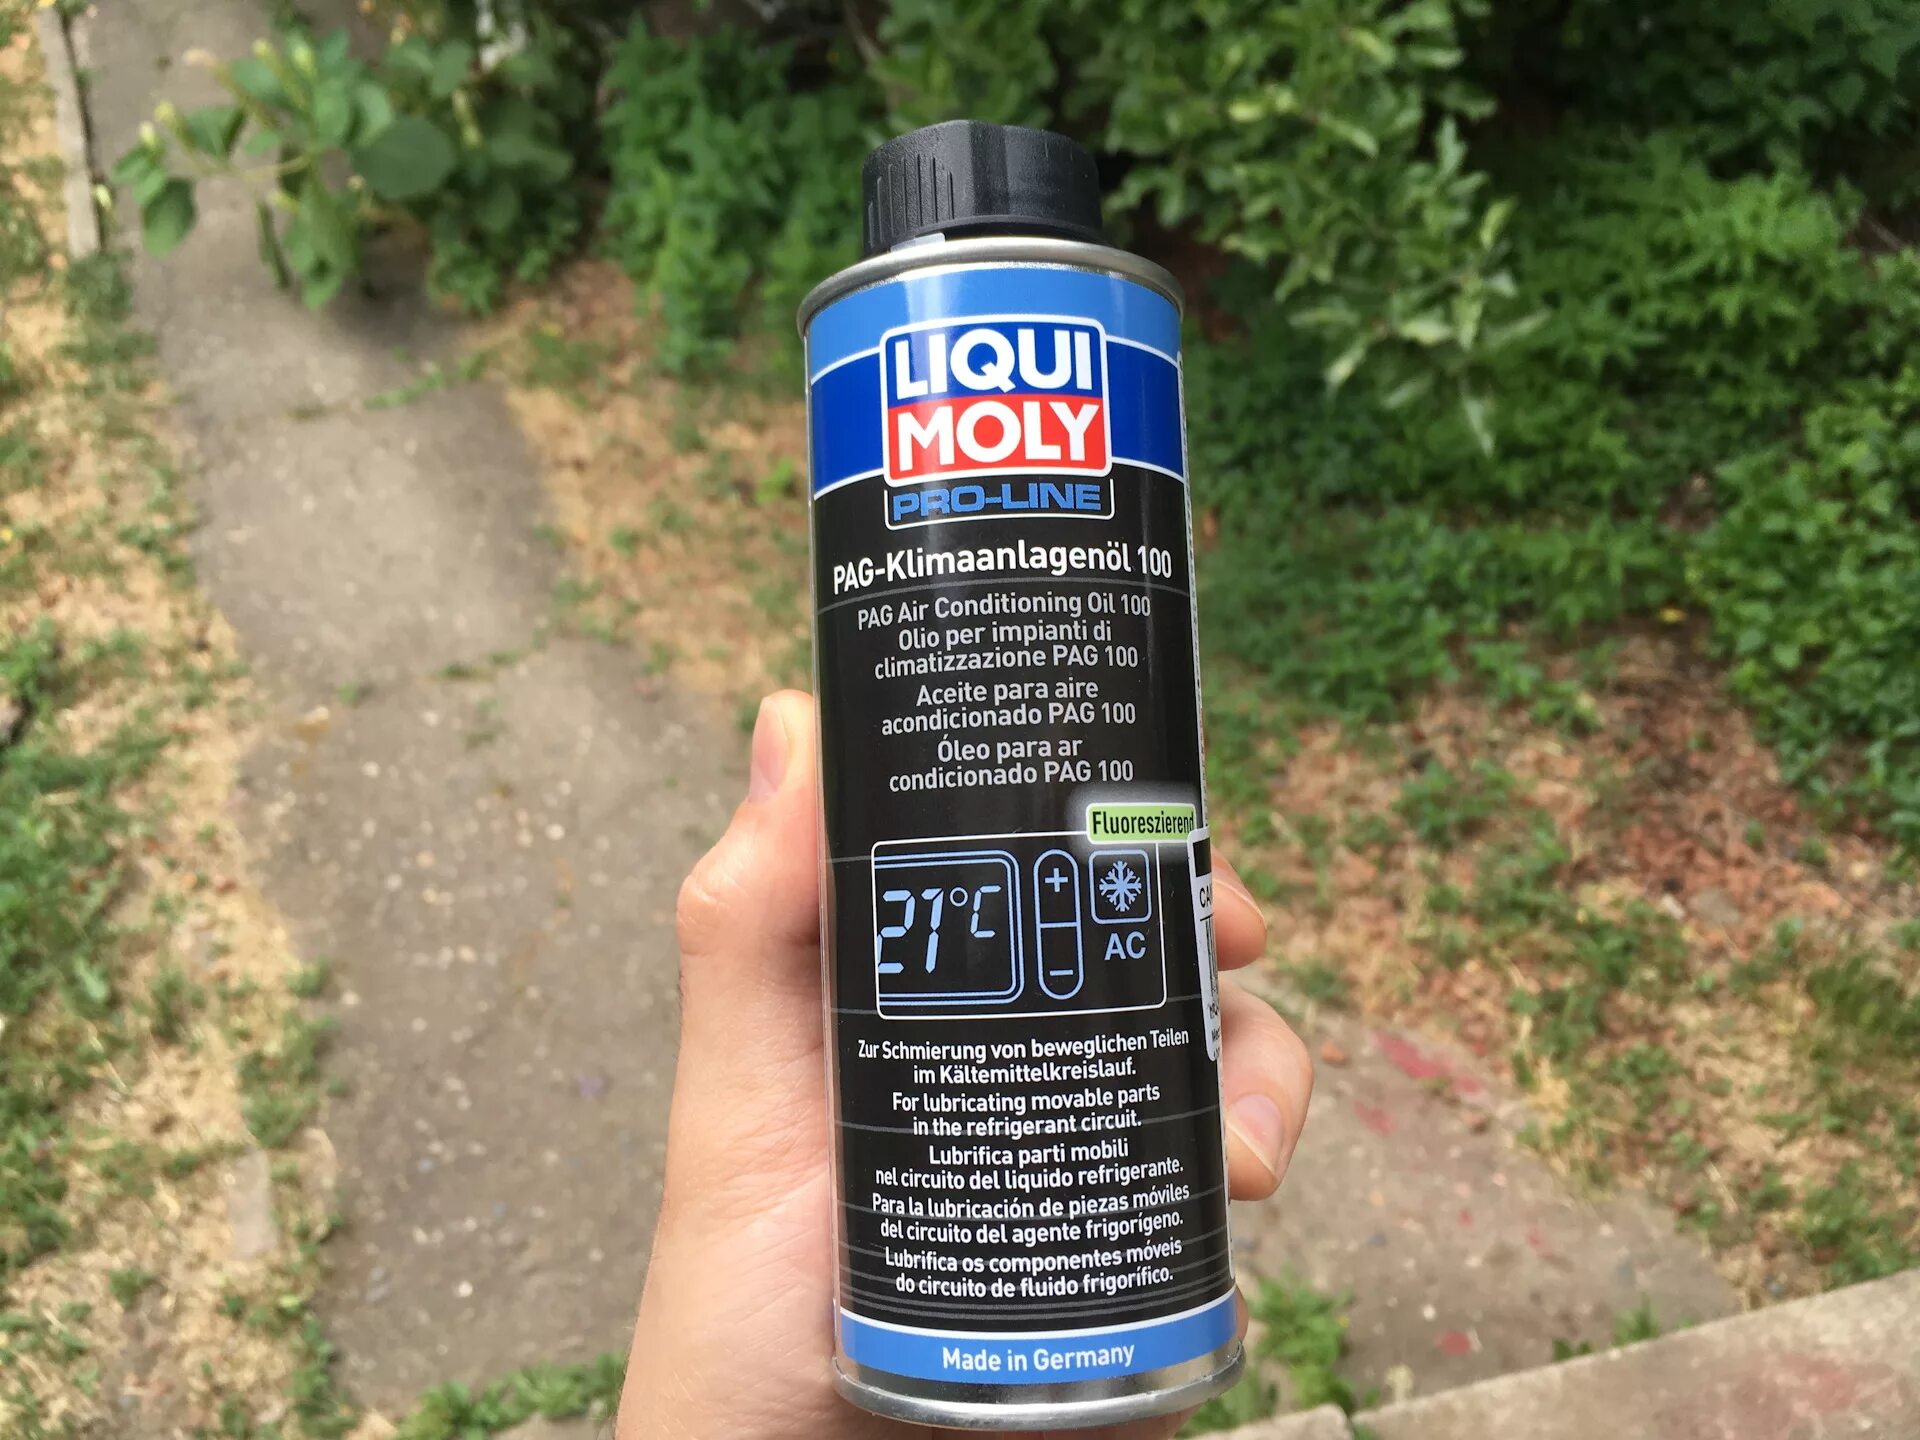 LIQUI
MOLY
PRO-LINE
PAG-Klimaanlagenöl 100
PAG Air Conditioning Oil 100
Olio per impianti di
climatizzazione PAG 100
Aceite para aire
acondicionado PAG 100
Óleo para ar
condicionado PAG 100
Fluoreszierend
21°C
+
−
AC
Zur Schmierung von beweglichen Teilen
im Kältemittelkreislauf.
For lubricating movable parts
in the refrigerant circuit.
Lubrifica parti mobili
nel circuito del liquido refrigerante.
Para la lubricación de piezas móviles
del circuito del agente frigorígeno.
Lubrifica os componentes móveis
do circuito de fluido frigorífico.
Made in Germany